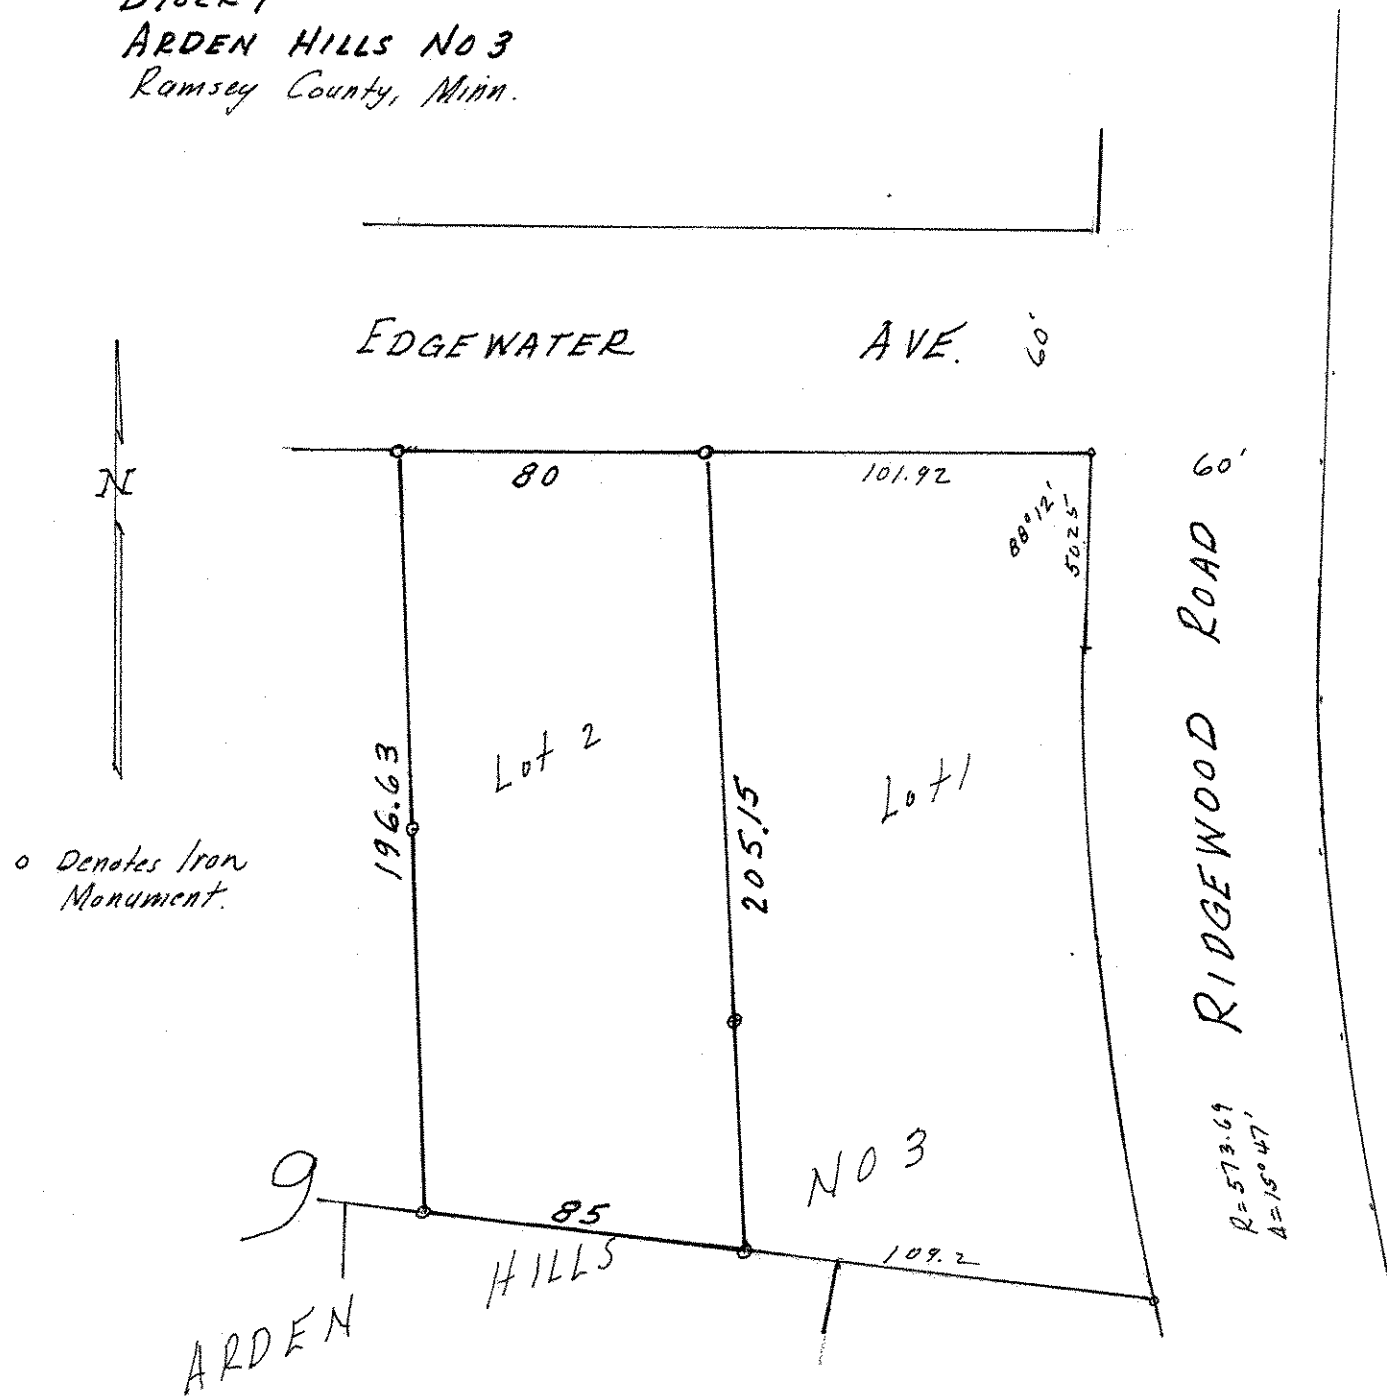 ARDEN HILLS NO 3
Ramsey County, Minn.
EDGEWATER AVE. 60'
N
80
101.92
60'
88°12'
50.25
RIDGEWOOD ROAD
Lot 2
Lot 1
196.63
205.15
o Denotes Iron
Monument.
NO 3
R=573.69
Δ=15°47'
9
85
109.2
HILLS
ARDEN